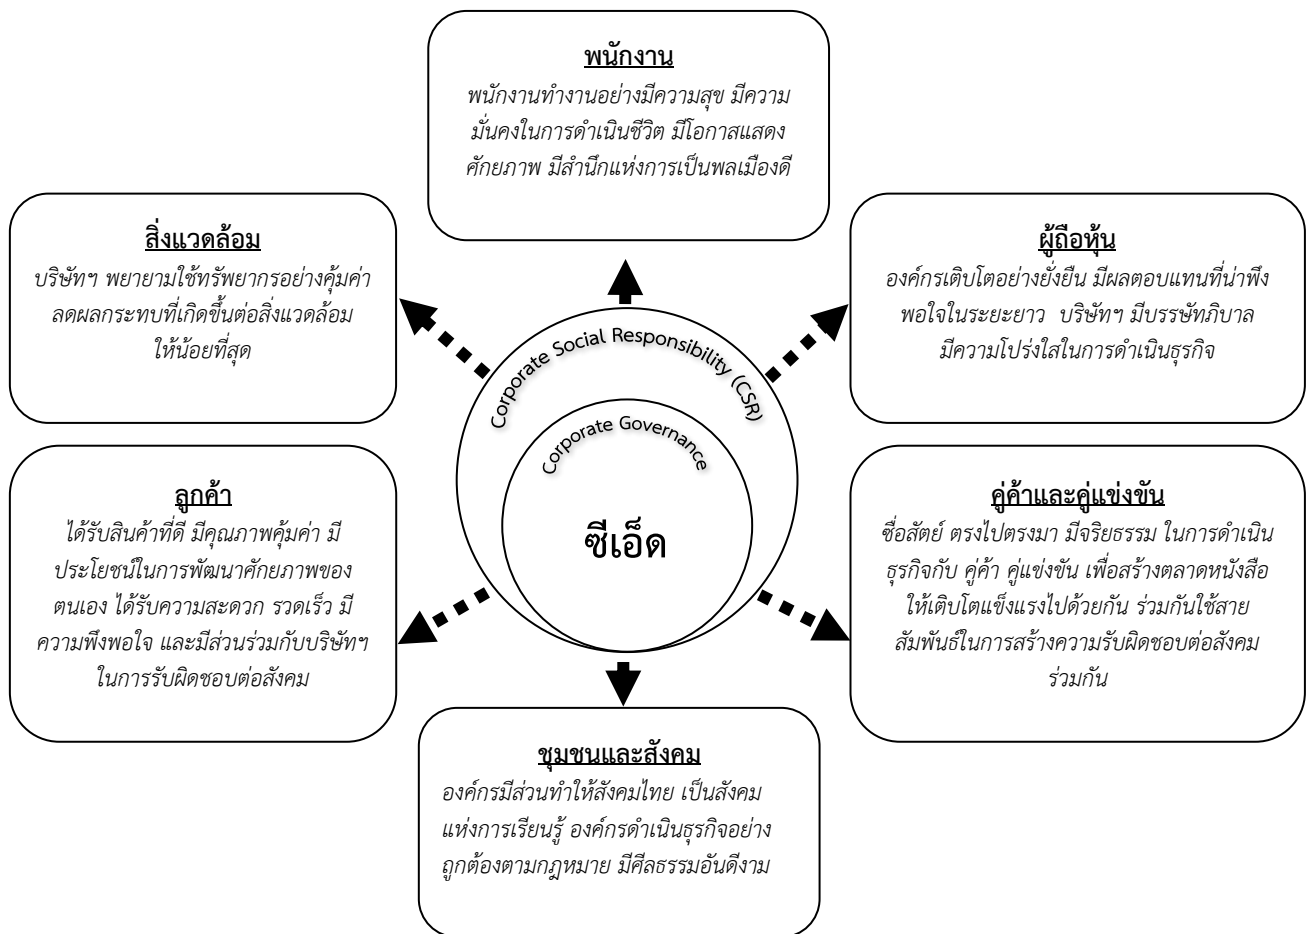 พนักงาน
พนักงานทำงานอย่างมีความสุข มีความ
มั่นคงในการดำเนินชีวิต มีโอกาสแสดง
ศักยภาพ มีสำนึกแห่งการเป็นพลเมืองดี
สิ่งแวดล้อม
บริษัทฯ พยายามใช้ทรัพยากรอย่างคุ้มค่า
ลดผลกระทบที่เกิดขึ้นต่อสิ่งแวดล้อม
ให้น้อยที่สุด
ผู้ถือหุ้น
องค์กรเติบโตอย่างยั่งยืน มีผลตอบแทนที่น่าพึง
พอใจในระยะยาว บริษัทฯ มีบรรษัทภิบาล
มีความโปร่งใสในการดำเนินธุรกิจ
Corporate Social Responsibility (CSR)
Corporate Governance
ซีเอ็ด
ลูกค้า
ได้รับสินค้าที่ดี มีคุณภาพคุ้มค่า มี
ประโยชน์ในการพัฒนาศักยภาพของ
ตนเอง ได้รับความสะดวก รวดเร็ว มี
ความพึงพอใจ และมีส่วนร่วมกับบริษัทฯ
ในการรับผิดชอบต่อสังคม
คู่ค้าและคู่แข่งขัน
ซื่อสัตย์ ตรงไปตรงมา มีจริยธรรม ในการดำเนิน
ธุรกิจกับ คู่ค้า คู่แข่งขัน เพื่อสร้างตลาดหนังสือ
ให้เติบโตแข็งแรงไปด้วยกัน ร่วมกันใช้สาย
สัมพันธ์ในการสร้างความรับผิดชอบต่อสังคม
ร่วมกัน
ชุมชนและสังคม
องค์กรมีส่วนทำให้สังคมไทย เป็นสังคม
แห่งการเรียนรู้ องค์กรดำเนินธุรกิจอย่าง
ถูกต้องตามกฎหมาย มีศีลธรรมอันดีงาม